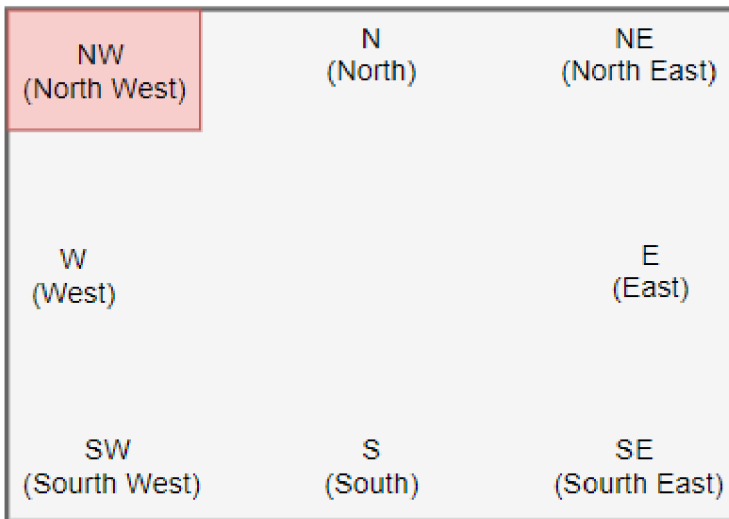 NW
(North West)
N
(North)
NE
(North East)
W
(West)
E
(East)
SW
(Sourth West)
S
(South)
SE
(Sourth East)